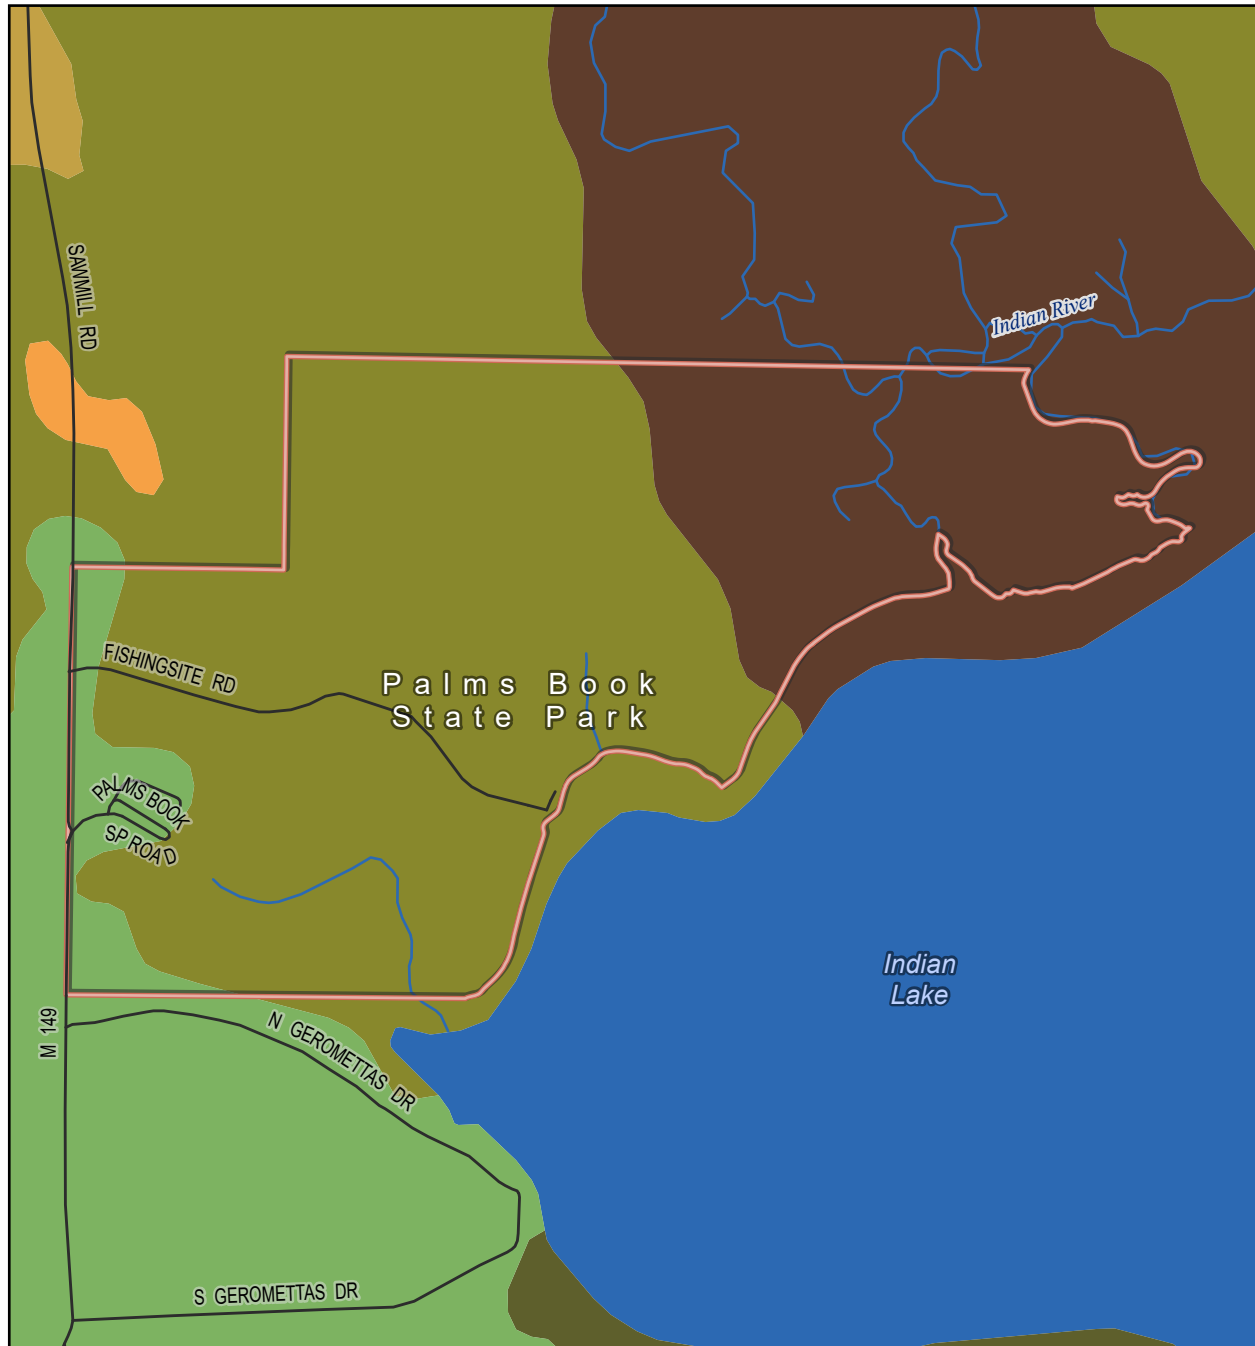 SAWMILL RD
Indian River
FISHINGSITE RD
Palms Book
State Park
PALMS BOOK
SP ROAD
Indian
Lake
M 149
N GEROMETTAS DR
S GEROMETTAS DR